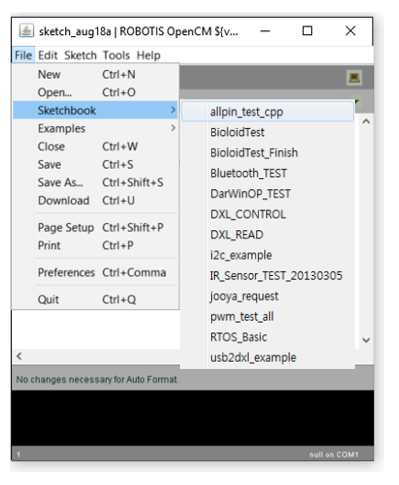 sketch_aug18a | ROBOTIS OpenCM ${v...
File Edit Sketch Tools Help
New Ctrl+N
Open... Ctrl+O
Sketchbook
Examples
Close Ctrl+W
Save Ctrl+S
Save As... Ctrl+Shift+S
Download Ctrl+U
Page Setup Ctrl+Shift+P
Print Ctrl+P
Preferences Ctrl+Comma
Quit Ctrl+Q
allpin_test_cpp
BioloidTest
BioloidTest_Finish
Bluetooth_TEST
DarWinOP_TEST
DXL_CONTROL
DXL_READ
i2c_example
IR_Sensor_TEST_20130305
jooya_request
pwm_test_all
RTOS_Basic
usb2dxl_example
No changes necessary for Auto Format.
1 null on COM1